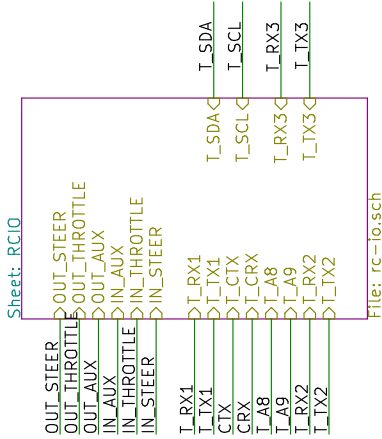 T_SDA
T_SCL
T_RX3
T_TX3
T_SDA
T_SCL
T_RX3
T_TX3
Sheet: RCIO
File: rc-io.sch
OUT_STEER
OUT_THROTTLE
OUT_AUX
IN_AUX
IN_THROTTLE
IN_STEER
T_RX1
T_TX1
T_CTX
T_CRX
T_A8
T_A9
T_RX2
T_TX2
OUT_STEER
OUT_THROTTLE
OUT_AUX
IN_AUX
IN_THROTTLE
IN_STEER
T_RX1
T_TX1
CTX
CRX
T_A8
T_A9
T_RX2
T_TX2